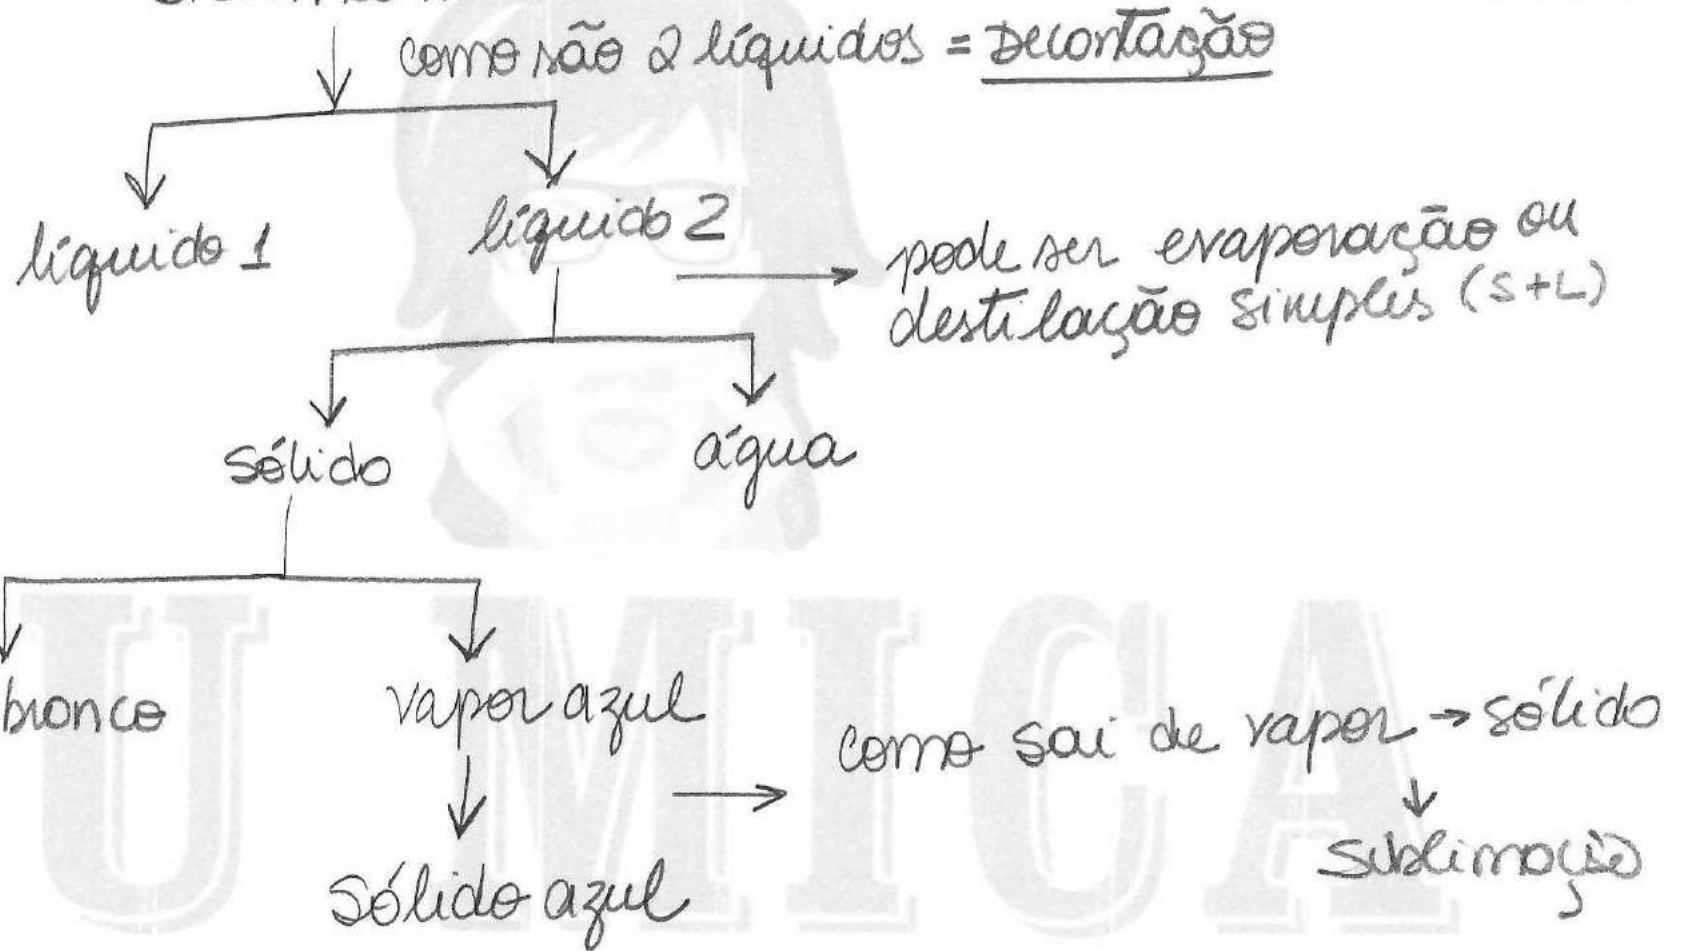 como são 2 líquidos = Decantação
líquido 1
líquido 2
pode ser evaporação ou
destilação simples (S+L)
sólido
água
branco
vapor azul
como sai de vapor → sólido
sublimação
sólido azul
U MICA